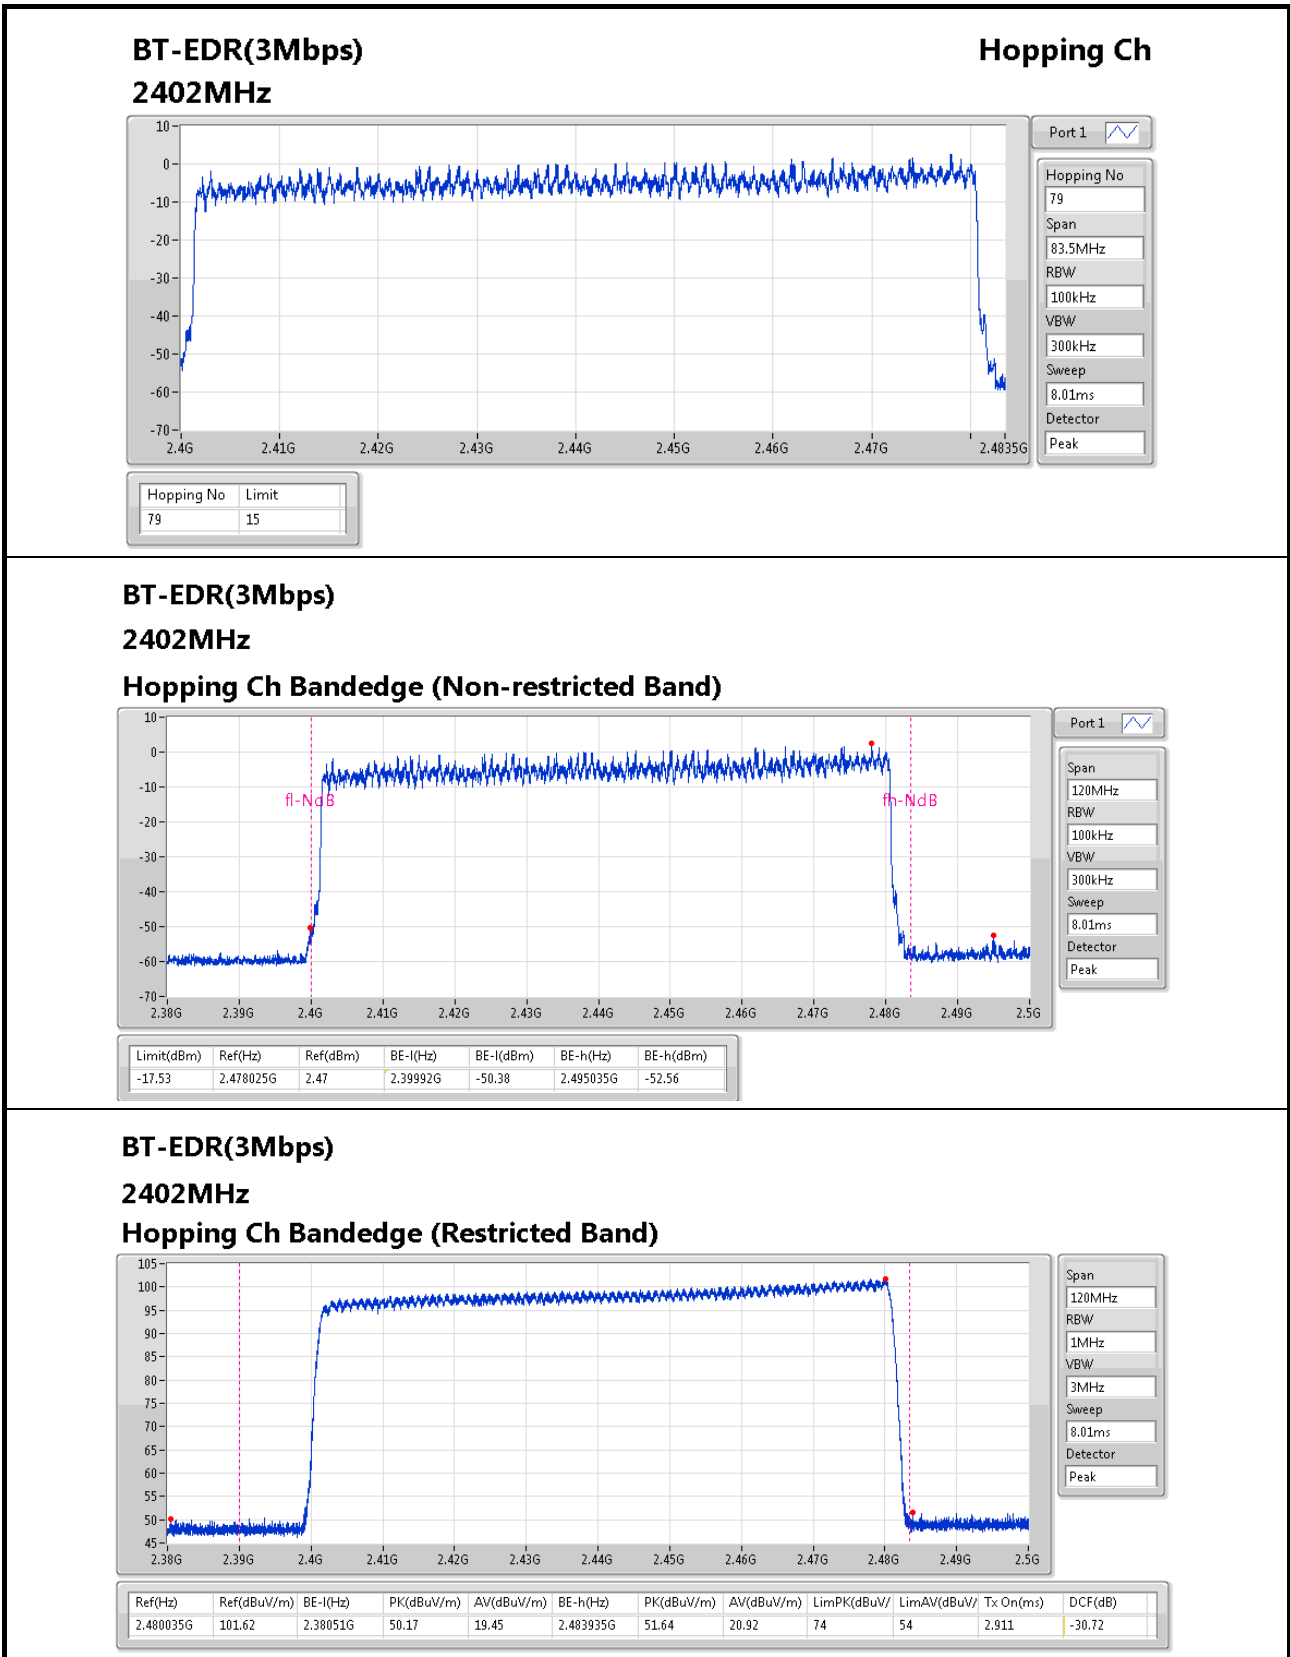 BT-EDR(3Mbps) Hopping Ch
2402MHz
Port 1
10
0
-10
-20
-30
-40
-50
-60
-70
2.4G 2.41G 2.42G 2.43G 2.44G 2.45G 2.46G 2.47G 2.4835G
Hopping No
79
Span
83.5MHz
RBW
100kHz
VBW
300kHz
Sweep
8.01ms
Detector
Peak
Hopping No Limit
79 15
BT-EDR(3Mbps)
2402MHz
Hopping Ch Bandedge (Non-restricted Band)
Port 1
10
0
-10
-20
-30
-40
-50
-60
-70
fl-NdB fh-NdB
2.38G 2.39G 2.4G 2.41G 2.42G 2.43G 2.44G 2.45G 2.46G 2.47G 2.48G 2.49G 2.5G
Span
120MHz
RBW
100kHz
VBW
300kHz
Sweep
8.01ms
Detector
Peak
Limit(dBm) Ref(Hz) Ref(dBm) BE-l(Hz) BE-l(dBm) BE-h(Hz) BE-h(dBm)
-17.53 2.478025G 2.47 2.39992G -50.38 2.495035G -52.56
BT-EDR(3Mbps)
2402MHz
Hopping Ch Bandedge (Restricted Band)
105
100
95
90
85
80
75
70
65
60
55
50
45
2.38G 2.39G 2.4G 2.41G 2.42G 2.43G 2.44G 2.45G 2.46G 2.47G 2.48G 2.49G 2.5G
Span
120MHz
RBW
1MHz
VBW
3MHz
Sweep
8.01ms
Detector
Peak
Ref(Hz) Ref(dBuV/m) BE-l(Hz) PK(dBuV/m) AV(dBuV/m) BE-h(Hz) PK(dBuV/m) AV(dBuV/m) LimPK(dBuV/ LimAV(dBuV/ Tx On(ms) DCF(dB)
2.480035G 101.62 2.38051G 50.17 19.45 2.483935G 51.64 20.92 74 54 2.911 -30.72